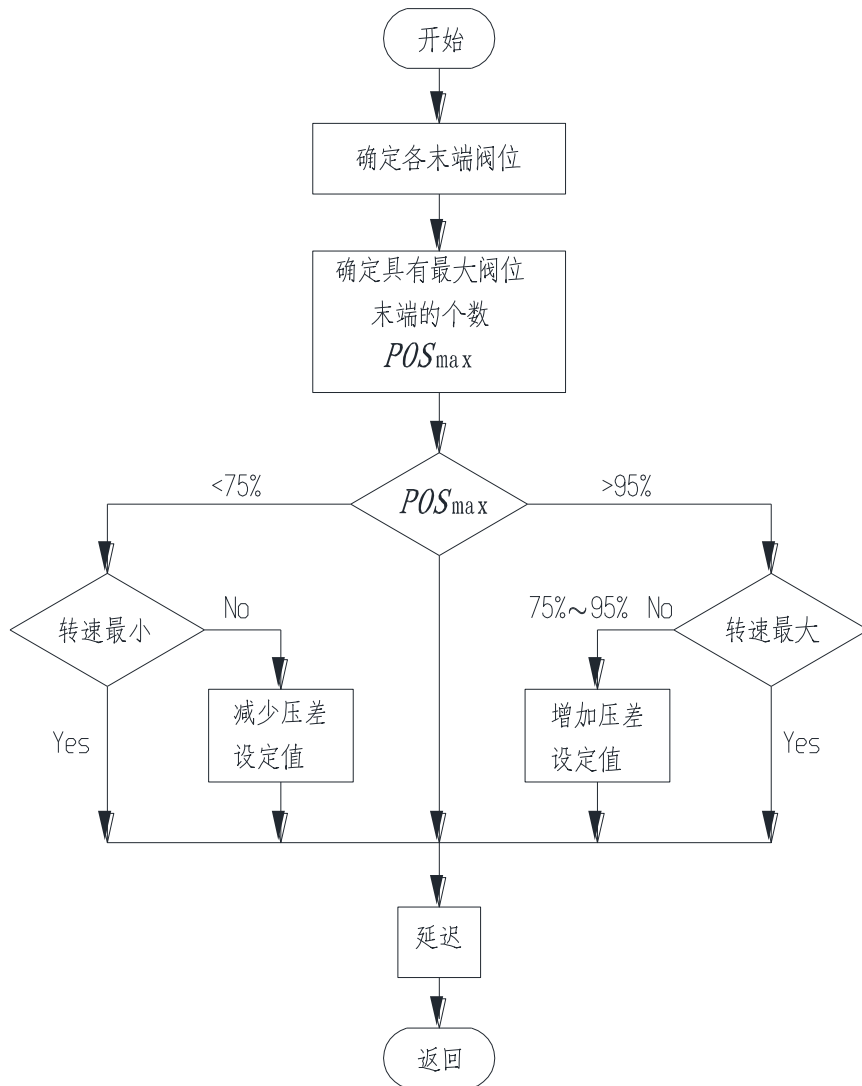 开始
确定各末端阀位
确定具有最大阀位
末端的个数
POSmax
<75%
POSmax
>95%
转速最小
No
75%~95%
No
转速最大
减少压差
设定值
增加压差
设定值
Yes
Yes
延迟
返回